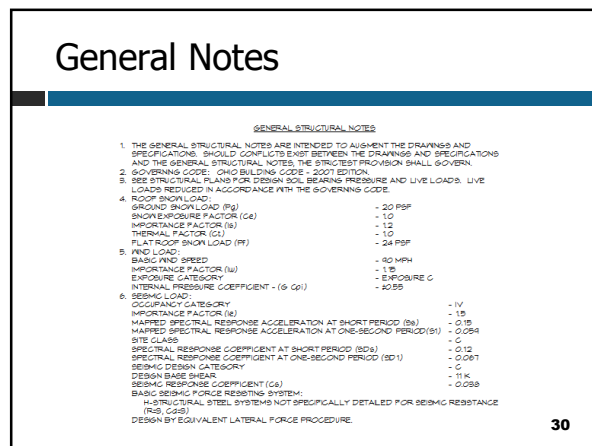 General Notes
GENERAL STRUCTURAL NOTES
1. THE GENERAL STRUCTURAL NOTES ARE INTENDED TO AUGMENT THE DRAWINGS AND
SPECIFICATIONS. SHOULD CONFLICTS EXIST BETWEEN THE DRAWINGS AND SPECIFICATIONS
AND THE GENERAL STRUCTURAL NOTES, THE STRICTEST PROVISION SHALL GOVERN.
2. GOVERNING CODE: OHIO BUILDING CODE - 2007 EDITION.
3. SEE STRUCTURAL PLANS FOR DESIGN SOIL BEARING PRESSURE AND LIVE LOADS. LIVE
LOADS REDUCED IN ACCORDANCE WITH THE GOVERNING CODE.
4. ROOF SNOW LOAD:
GROUND SNOW LOAD (Pg) - 20 PSF
SNOW EXPOSURE FACTOR (Ce) - 1.0
IMPORTANCE FACTOR (Is) - 1.2
THERMAL FACTOR (Ct) - 1.0
FLAT ROOF SNOW LOAD (Pf) - 24 PSF
5. WIND LOAD:
BASIC WIND SPEED - 90 MPH
IMPORTANCE FACTOR (Iw) - 1.15
EXPOSURE CATEGORY - EXPOSURE C
INTERNAL PRESSURE COEFFICIENT - (G Cpi) - ±0.55
6. SEISMIC LOAD:
OCCUPANCY CATEGORY - IV
IMPORTANCE FACTOR (Ie) - 1.5
MAPPED SPECTRAL RESPONSE ACCELERATION AT SHORT PERIOD (Ss) - 0.15
MAPPED SPECTRAL RESPONSE ACCELERATION AT ONE-SECOND PERIOD(S1) - 0.059
SITE CLASS - C
SPECTRAL RESPONSE COEFFICIENT AT SHORT PERIOD (SDS) - 0.12
SPECTRAL RESPONSE COEFFICIENT AT ONE-SECOND PERIOD (SD1) - 0.067
SEISMIC DESIGN CATEGORY - C
DESIGN BASE SHEAR - 11 K
SEISMIC RESPONSE COEFFICIENT (Cs) - 0.038
BASIC SEISMIC FORCE RESISTING SYSTEM:
H-STRUCTURAL STEEL SYSTEMS NOT SPECIFICALLY DETAILED FOR SEISMIC RESISTANCE
(R=3, Cd=3)
DESIGN BY EQUIVALENT LATERAL FORCE PROCEDURE.
30